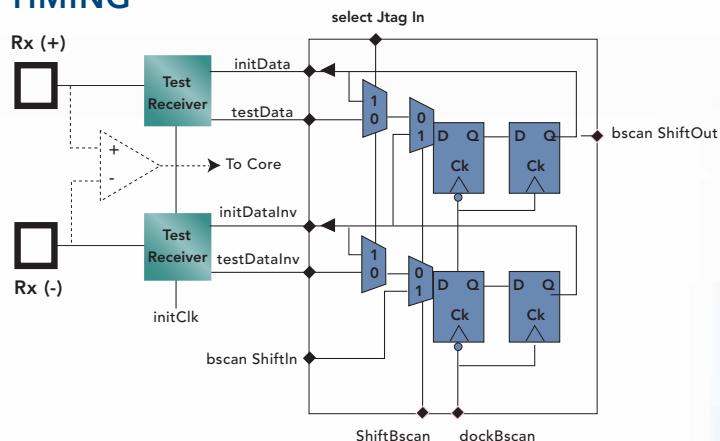 TIMING
select Jtag In
Rx (+)
initData
Test
Receiver
testData
1
0
0
1
D Q
D Q
Ck
Ck
bscan ShiftOut
+
-
To Core
initDataInv
Test
Receiver
testDataInv
Rx (-)
initClk
1
0
0
1
D Q
D Q
Ck
Ck
bscan ShiftIn
ShiftBscan
dockBscan